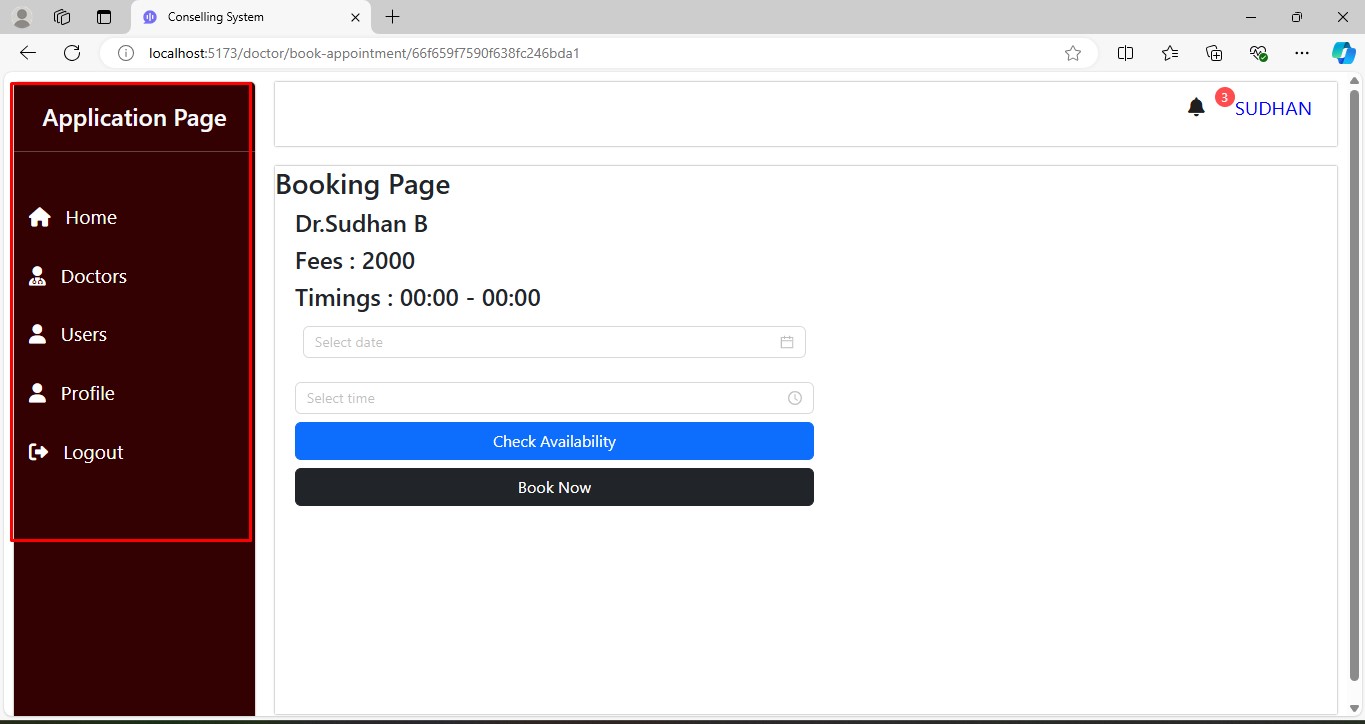 Conselling System
localhost:5173/doctor/book-appointment/66f659f7590f638fc246bda1
Application Page
Home
Doctors
Users
Profile
Logout
3
SUDHAN
Booking Page
Dr.Sudhan B
Fees : 2000
Timings : 00:00 - 00:00
Select date
Select time
Check Availability
Book Now